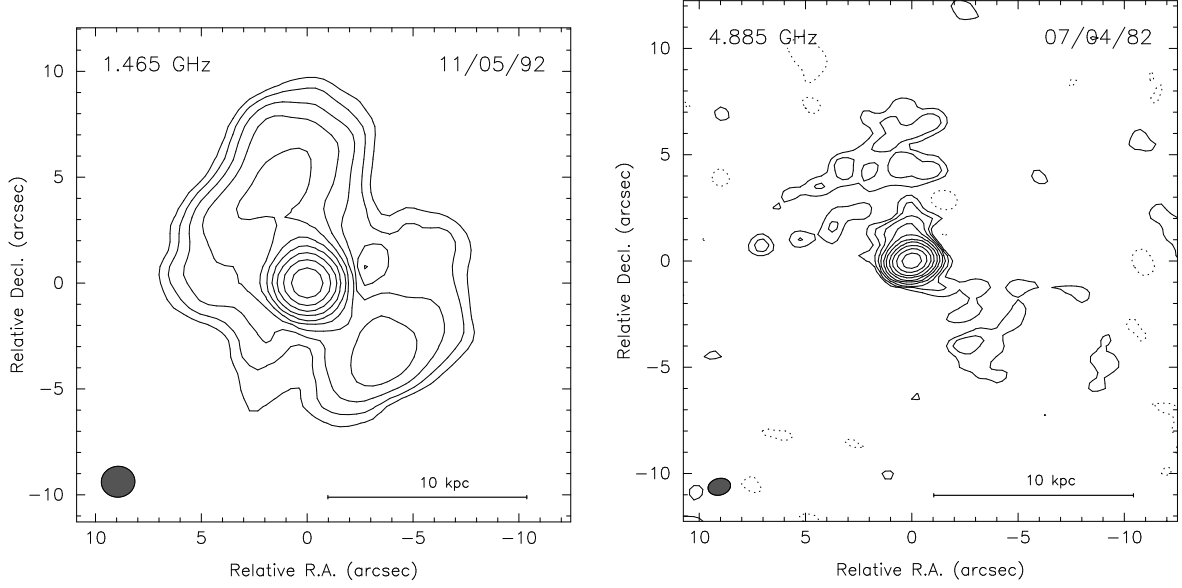 1.465 GHz 11/05/92
10
5
0
−5
−10
10 kpc
10 5 0 −5 −10
Relative R.A. (arcsec)
Relative Decl. (arcsec)
4.885 GHz 07/04/82
10
5
0
−5
−10
10 kpc
10 5 0 −5 −10
Relative R.A. (arcsec)
Relative Decl. (arcsec)